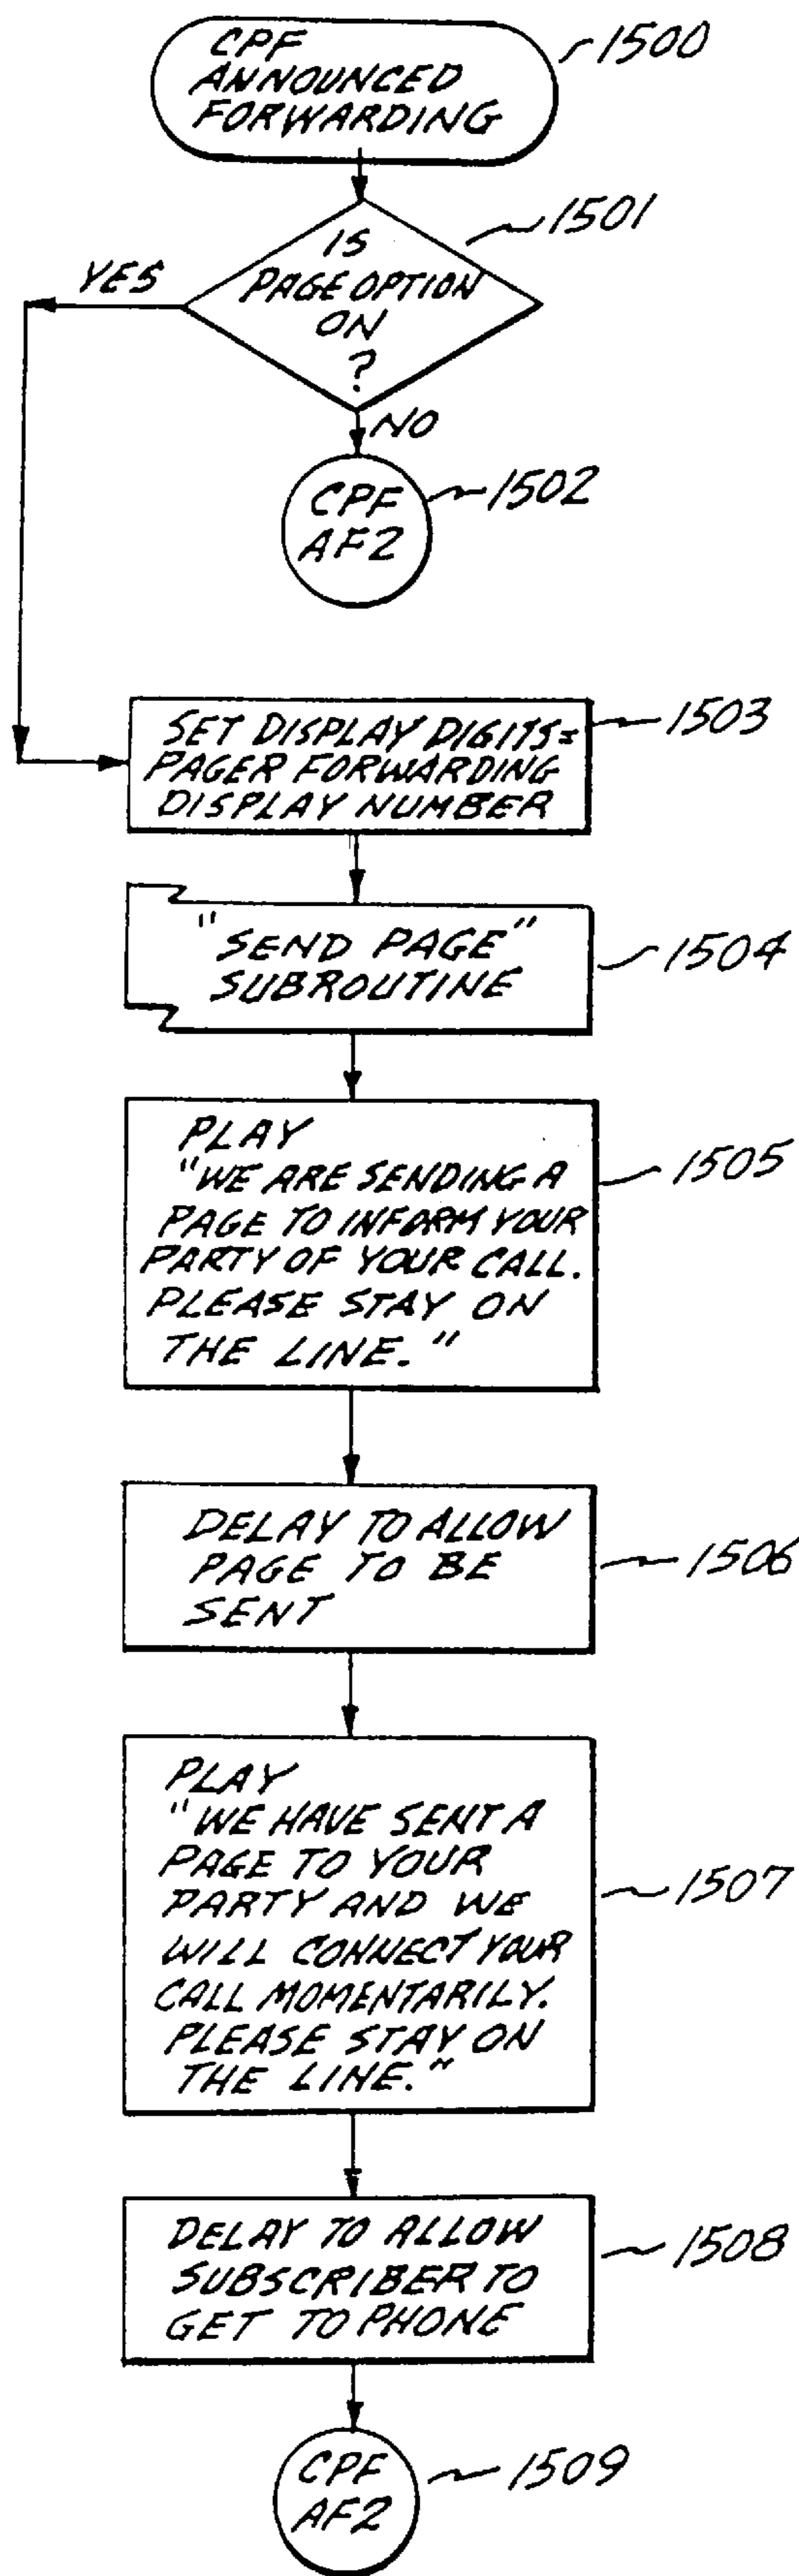 CPF
ANNOUNCED
FORWARDING
1500
IS
PAGE OPTION
ON
?
1501
YES
NO
CPF
AF2
1502
SET DISPLAY DIGITS=
PAGER FORWARDING
DISPLAY NUMBER
1503
"SEND PAGE"
SUBROUTINE
1504
PLAY
"WE ARE SENDING A
PAGE TO INFORM YOUR
PARTY OF YOUR CALL.
PLEASE STAY ON
THE LINE."
1505
DELAY TO ALLOW
PAGE TO BE
SENT
1506
PLAY
"WE HAVE SENT A
PAGE TO YOUR
PARTY AND WE
WILL CONNECT YOUR
CALL MOMENTARILY.
PLEASE STAY ON
THE LINE."
1507
DELAY TO ALLOW
SUBSCRIBER TO
GET TO PHONE
1508
CPF
AF2
1509